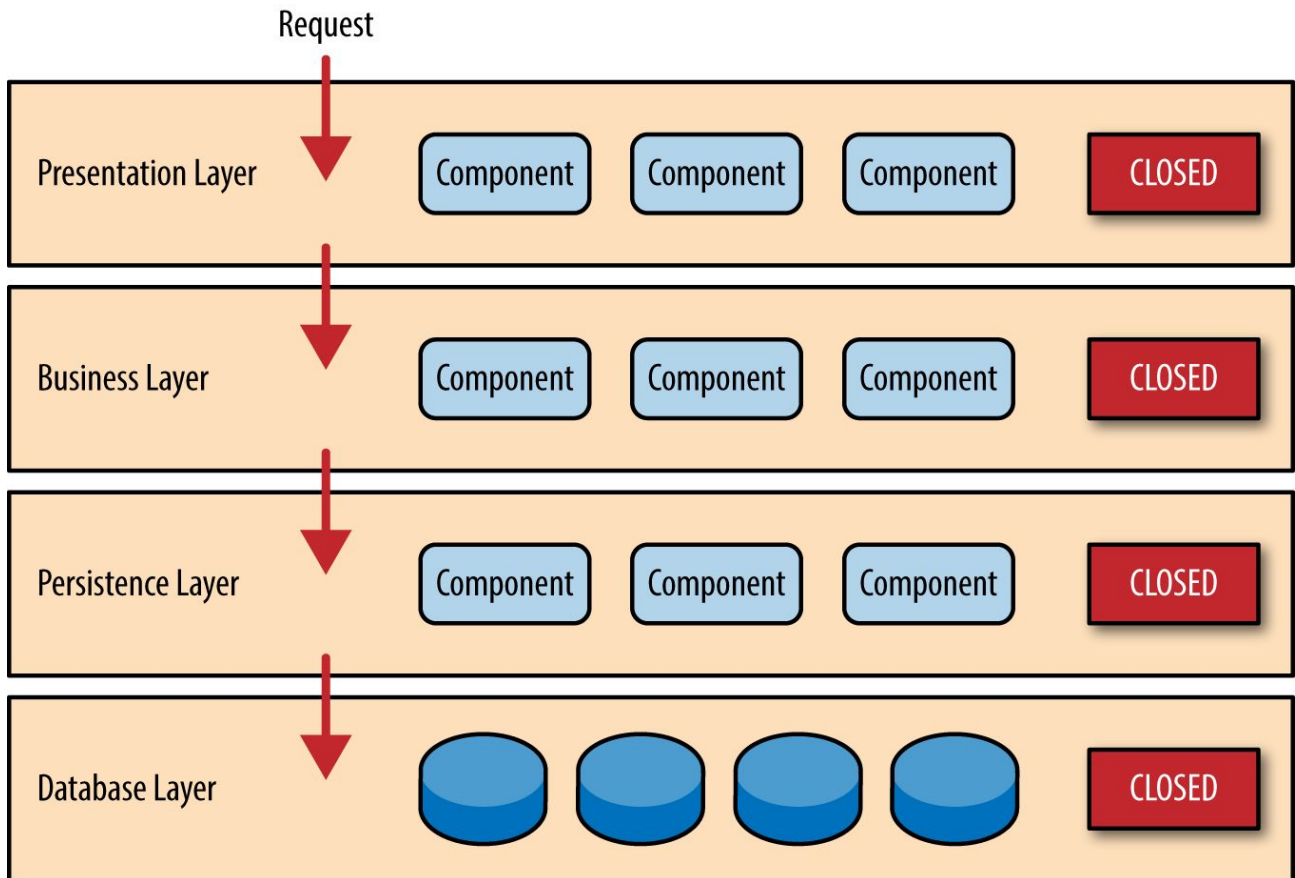 Request
Presentation Layer Component Component Component CLOSED
Business Layer Component Component Component CLOSED
Persistence Layer Component Component Component CLOSED
Database Layer CLOSED